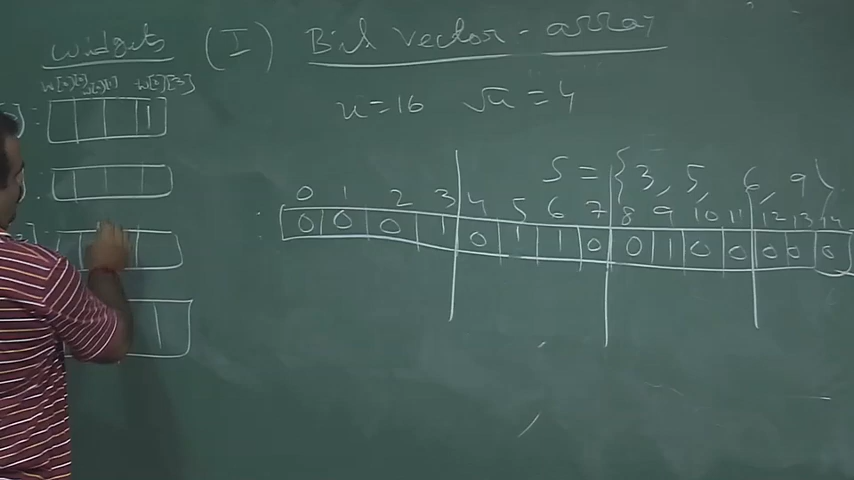 widgets (I) Bit vector - array
w[0][0] w[0][1] - w[0][3]
u=16 √u = 4
1
S = { 3, 5, 6, 9 }
0 1 2 3 4 5 6 7 8 9 10 11 12 13 14
0 0 0 1 0 1 1 0 0 1 0 0 0 0 0